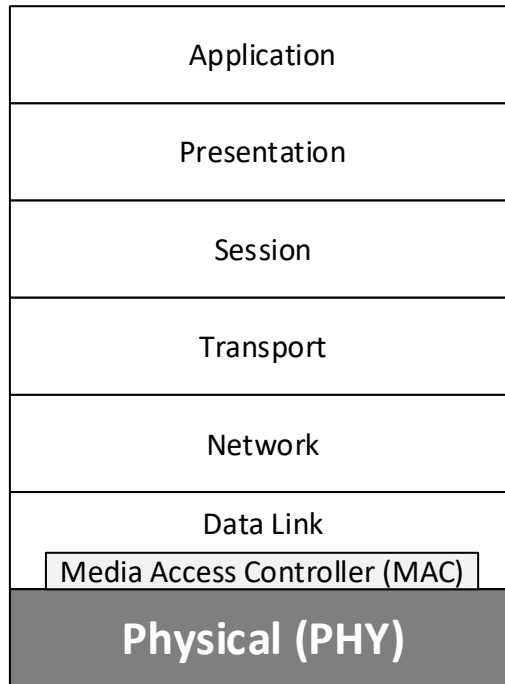 Application
Presentation
Session
Transport
Network
Data Link
Media Access Controller (MAC)
Physical (PHY)